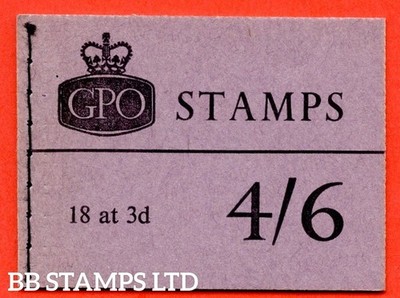 GPO STAMPS
18 at 3d 4/6
BB STAMPS LTD